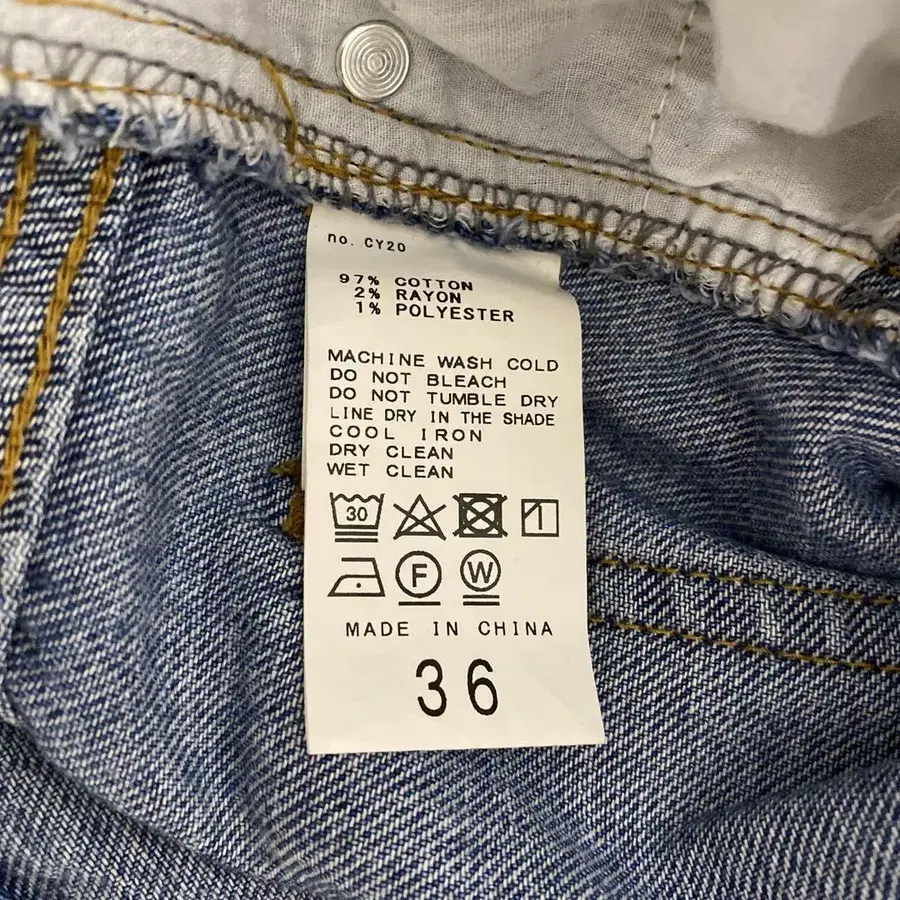 no. CY20
97% COTTON
2% RAYON
1% POLYESTER
MACHINE WASH COLD
DO NOT BLEACH
DO NOT TUMBLE DRY
LINE DRY IN THE SHADE
COOL IRON
DRY CLEAN
WET CLEAN
30
F W
MADE IN CHINA
36